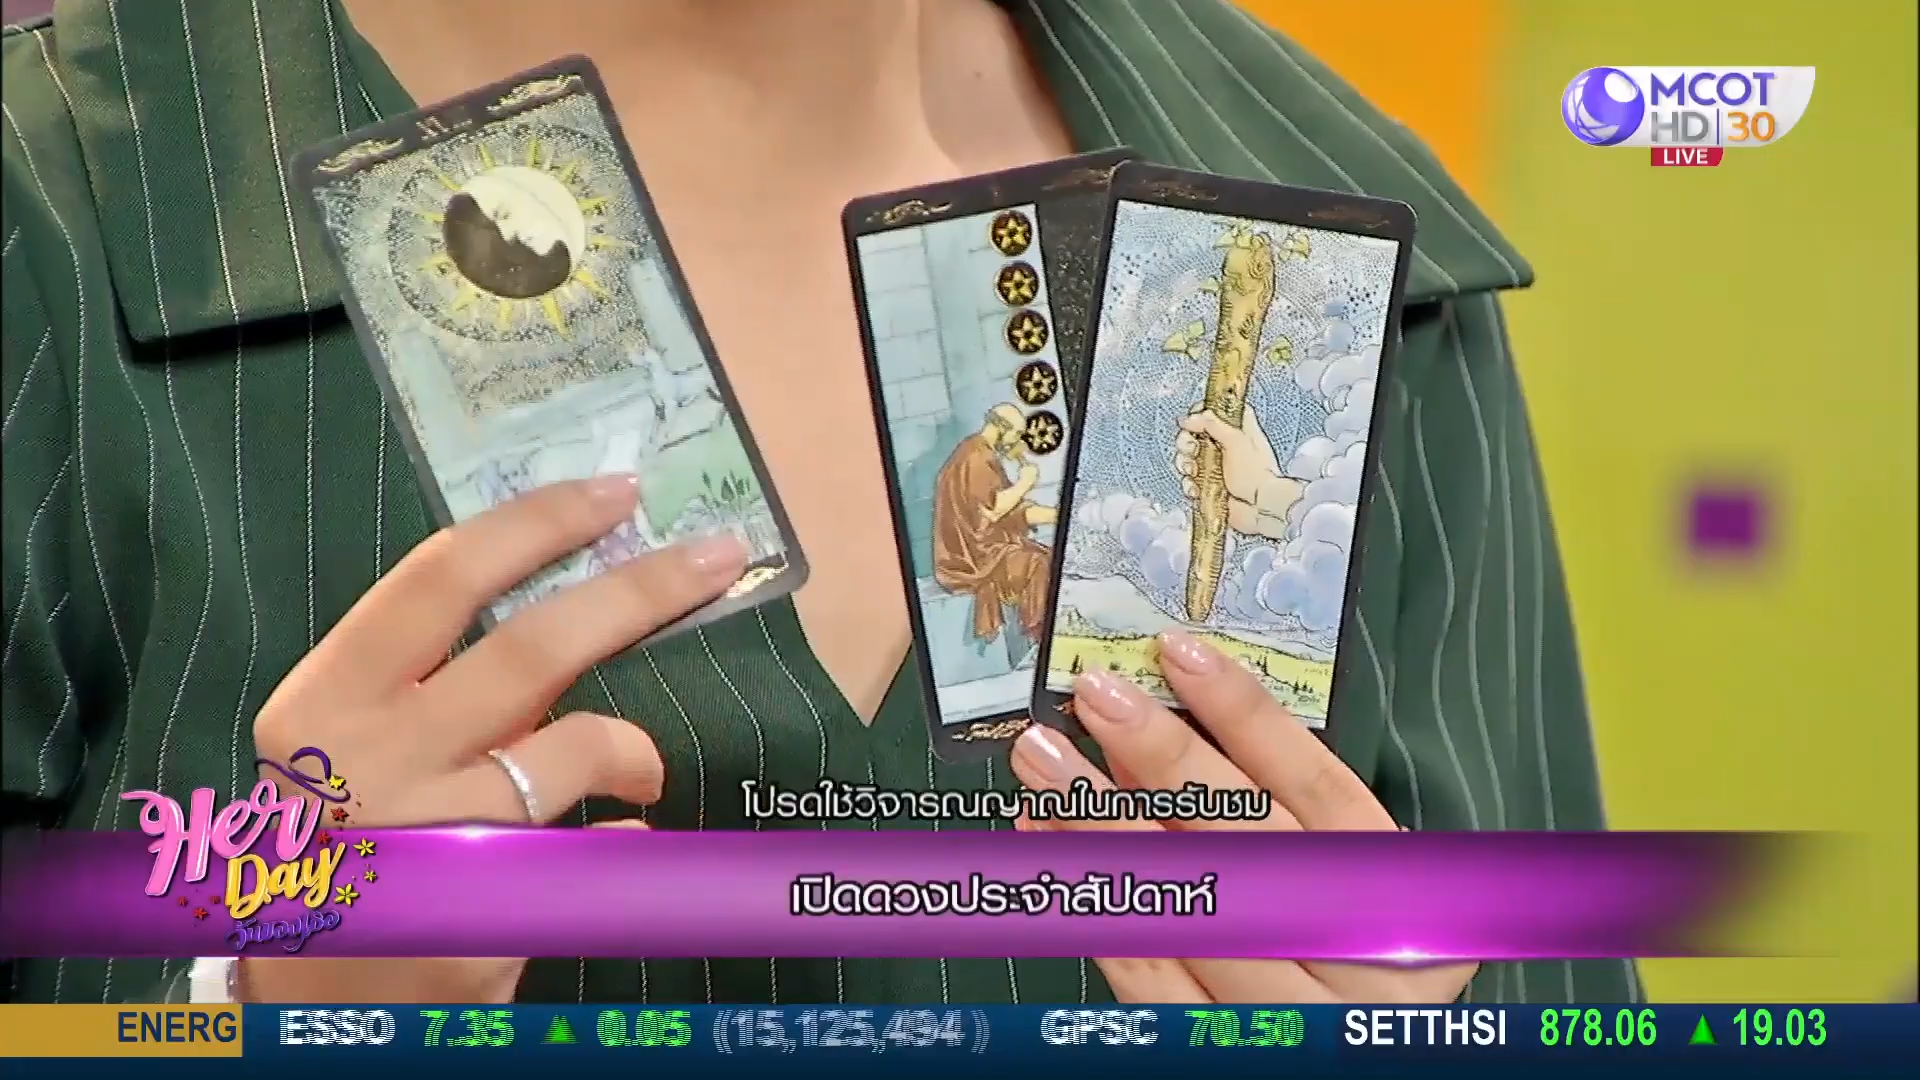 MCOT
HD 30
LIVE
โปรดใช้วิจารณญาณในการรับชม
Her
Day
วันของเธอ
เปิดดวงประจำสัปดาห์
ENERG ESSO 7.35 ▲ 0.05 (15,125,494) GPSC 70.50 SETTHSI 878.06 ▲ 19.03